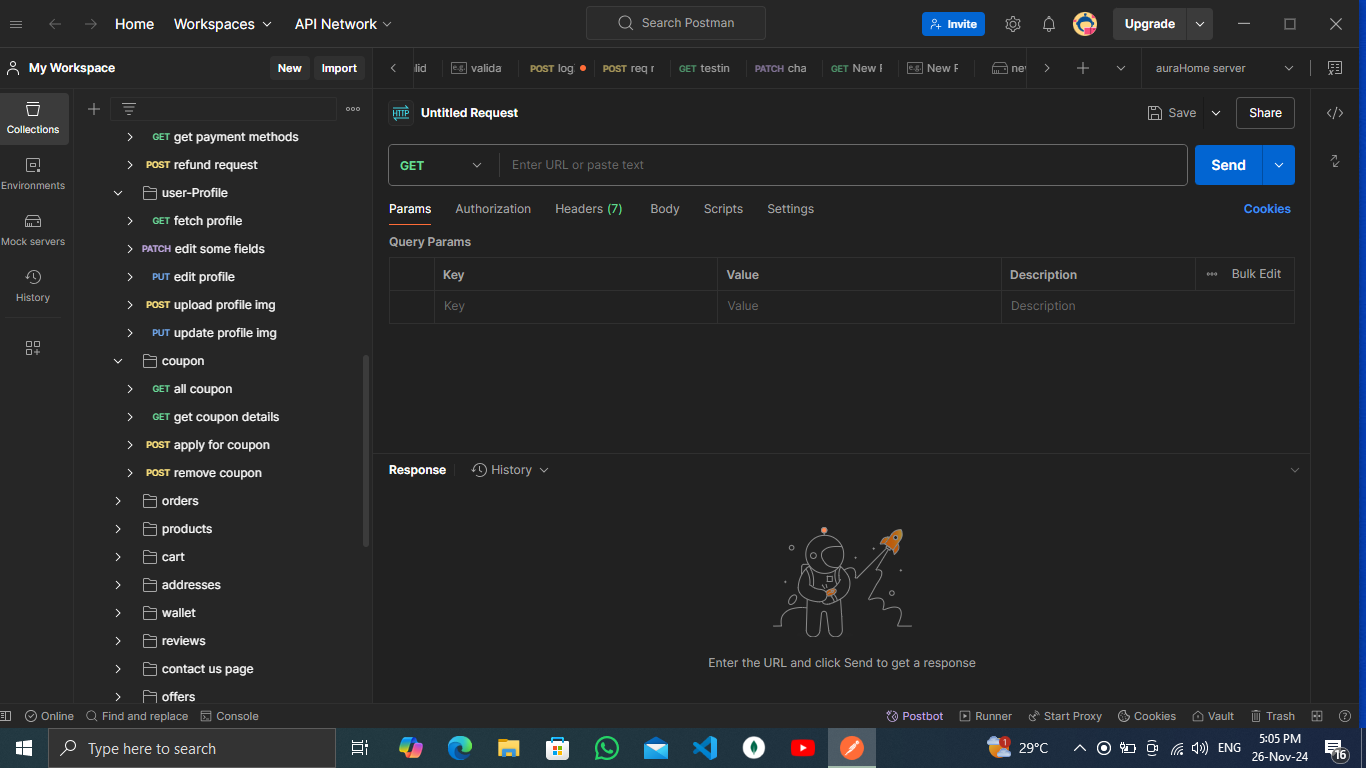 Home
Workspaces
API Network
Search Postman
Invite
Upgrade
My Workspace
New
Import
lid
e.g. valida
POST log
POST req r
GET testin
PATCH cha
GET New F
e.g. New F
nev
auraHome server
Collections
Environments
Mock servers
History
GET get payment methods
POST refund request
user-Profile
GET fetch profile
PATCH edit some fields
PUT edit profile
POST upload profile img
PUT update profile img
coupon
GET all coupon
GET get coupon details
POST apply for coupon
POST remove coupon
orders
products
cart
addresses
wallet
reviews
contact us page
offers
HTTP Untitled Request
Save
Share
GET
Enter URL or paste text
Send
Params
Authorization
Headers (7)
Body
Scripts
Settings
Cookies
Query Params
Key
Value
Description
Bulk Edit
Key
Value
Description
Response
History
Enter the URL and click Send to get a response
Online
Find and replace
Console
Postbot
Runner
Start Proxy
Cookies
Vault
Trash
Type here to search
1
29°C
ENG
5:05 PM
26-Nov-24
16